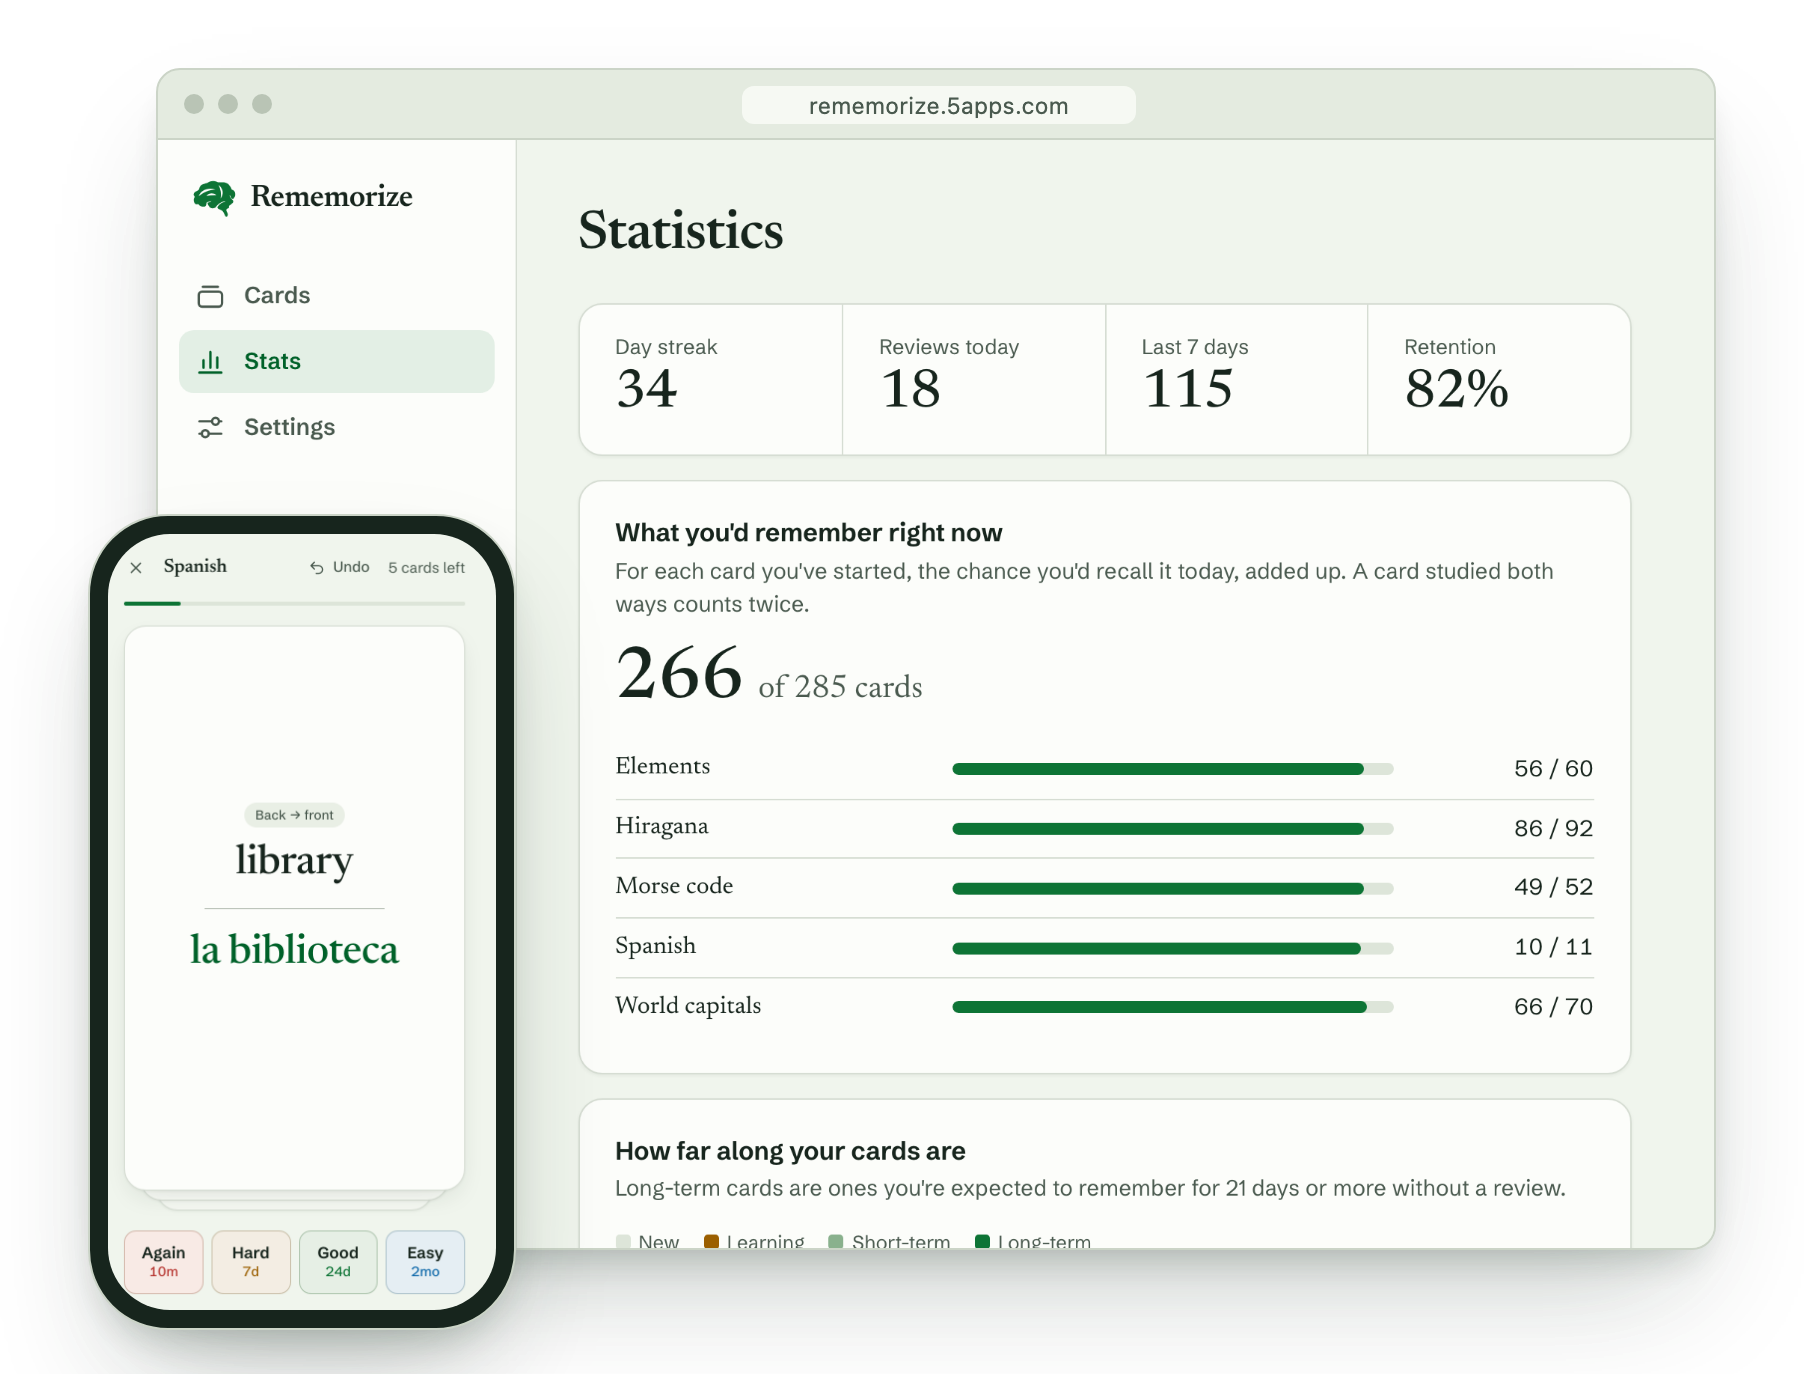 rememorize.5apps.com
Rememorize
Cards
Stats
Settings
Statistics
Day streak
34
Reviews today
18
Last 7 days
115
Retention
82%
What you'd remember right now
For each card you've started, the chance you'd recall it today, added up. A card studied both
ways counts twice.
266 of 285 cards
Elements 56 / 60
Hiragana 86 / 92
Morse code 49 / 52
Spanish 10 / 11
World capitals 66 / 70
How far along your cards are
Long-term cards are ones you're expected to remember for 21 days or more without a review.
New Learning Short-term Long-term
Spanish Undo 5 cards left
Back → front
library
la biblioteca
Again
10m
Hard
7d
Good
24d
Easy
2mo